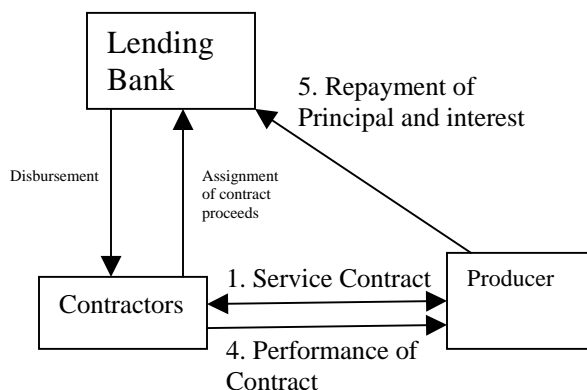 Lending
Bank
5. Repayment of
Principal and interest
Disbursement
Assignment
of contract
proceeds
1. Service Contract
Producer
Contractors
4. Performance of
Contract